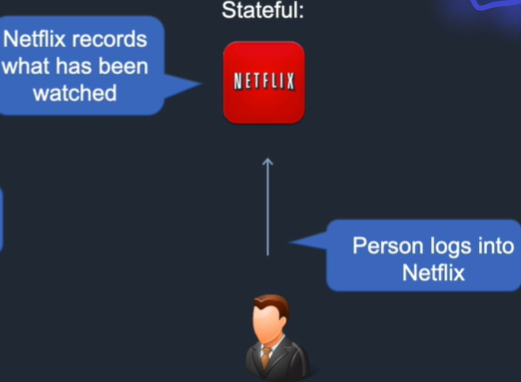 Stateful:
Netflix records
what has been
watched
NETFLIX
Person logs into
Netflix